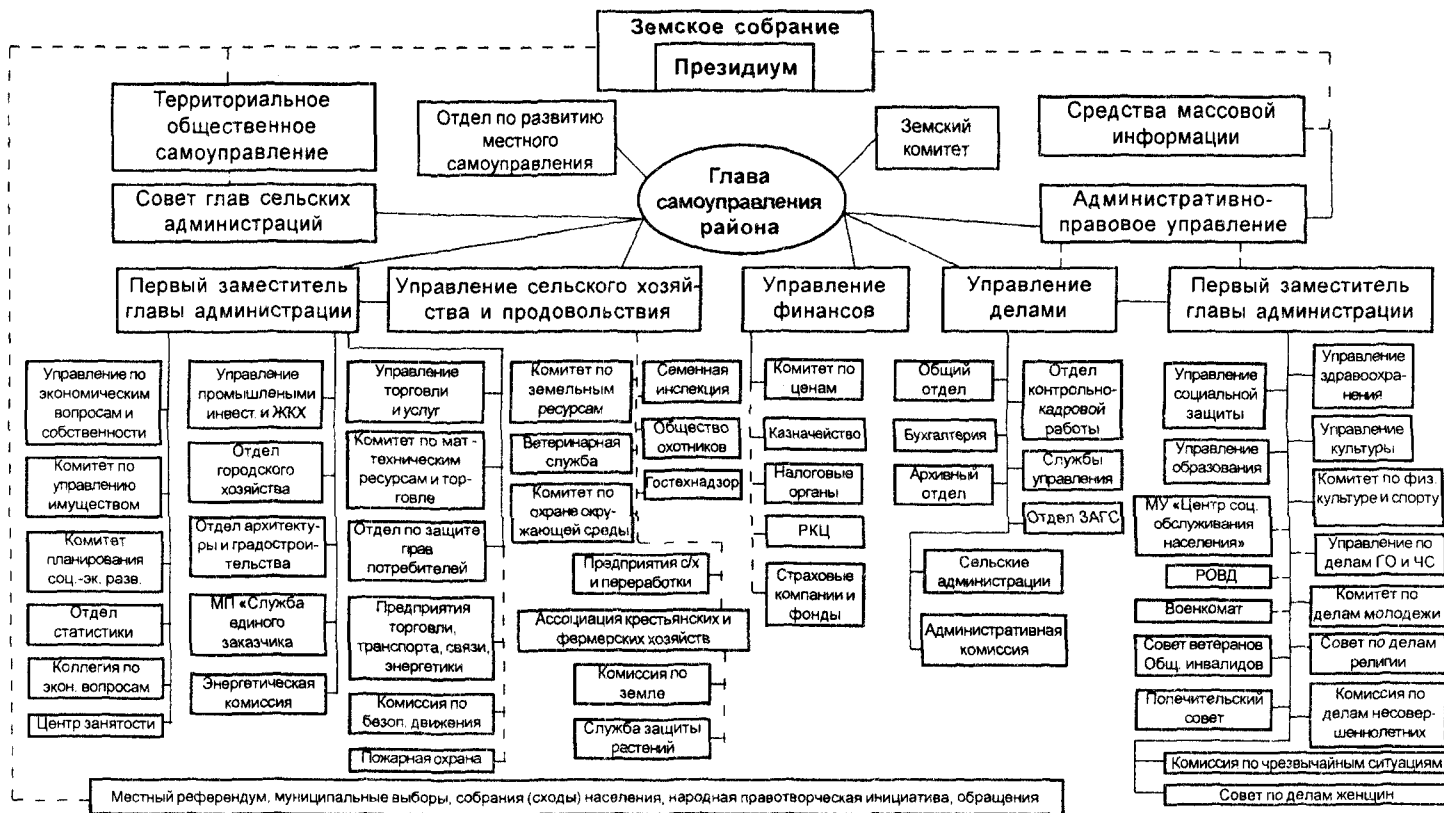 Земское собрание
Президиум
Территориальное
общественное
самоуправление
Отдел по развитию
местного
самоуправления
Земский
комитет
Средства массовой
информации
Совет глав сельских
администраций
Глава
самоуправления
района
Административно-
правовое управление
Первый заместитель
главы администрации
Управление сельского хозяй-
ства и продовольствия
Управление
финансов
Управление
делами
Первый заместитель
главы администрации
Управление по
экономическим
вопросам и
собственности
Комитет по
управлению
имуществом
Комитет
планирования
соц.-эк. разв.
Отдел
статистики
Коллегия по
экон. вопросам
Центр занятости
Управление
промышлеными
инвест. и ЖКХ
Отдел
городского
хозяйства
Отдел архитекту-
ры и градострои-
тельства
МП «Служба
единого
заказчика
Энергетическая
комиссия
Управление
торговли
и услуг
Комитет по мат-
техническим
ресурсам и тор-
говле
Отдел по защите
прав
потребителей
Предприятия
торговли,
транспорта, связи,
энергетики
Комиссия по
безоп. движения
Пожарная охрана
Комитет по
земельным
ресурсам
Ветеринарная
служба
Комитет по
охране окру-
жающей среды
Семенная
инспекция
Общество
охотников
Гостехнадзор
Предприятия с/х
и переработки
Ассоциация крестьянских и
фермерских хозяйств
Комиссия по
земле
Служба защиты
растений
Комитет по
ценам
Казначейство
Налоговые
органы
РКЦ
Страховые
компании и
фонды
Общий
отдел
Бухгалтерия
Архивный
отдел
Отдел
контрольно-
кадровой
работы
Службы
управления
Отдел ЗАГС
Сельские
администрации
Административная
комиссия
Управление
социальной
защиты
Управление
образования
МУ «Центр соц.
обслуживания
населения»
РОВД
Военкомат
Совет ветеранов
Общ. инвалидов
Попечительский
совет
Управление
здравоохра-
нения
Управление
культуры
Комитет по физ.
культуре и спорту
Управление по
делам ГО и ЧС
Комитет по
делам молодежи
Совет по делам
религии
Комиссия по
делам несовер-
шеннолетних
Комиссия по чрезвычайным ситуациям
Совет по делам женщин
Местный референдум, муниципальные выборы, собрания (сходы) населения, народная правотворческая инициатива, обращения